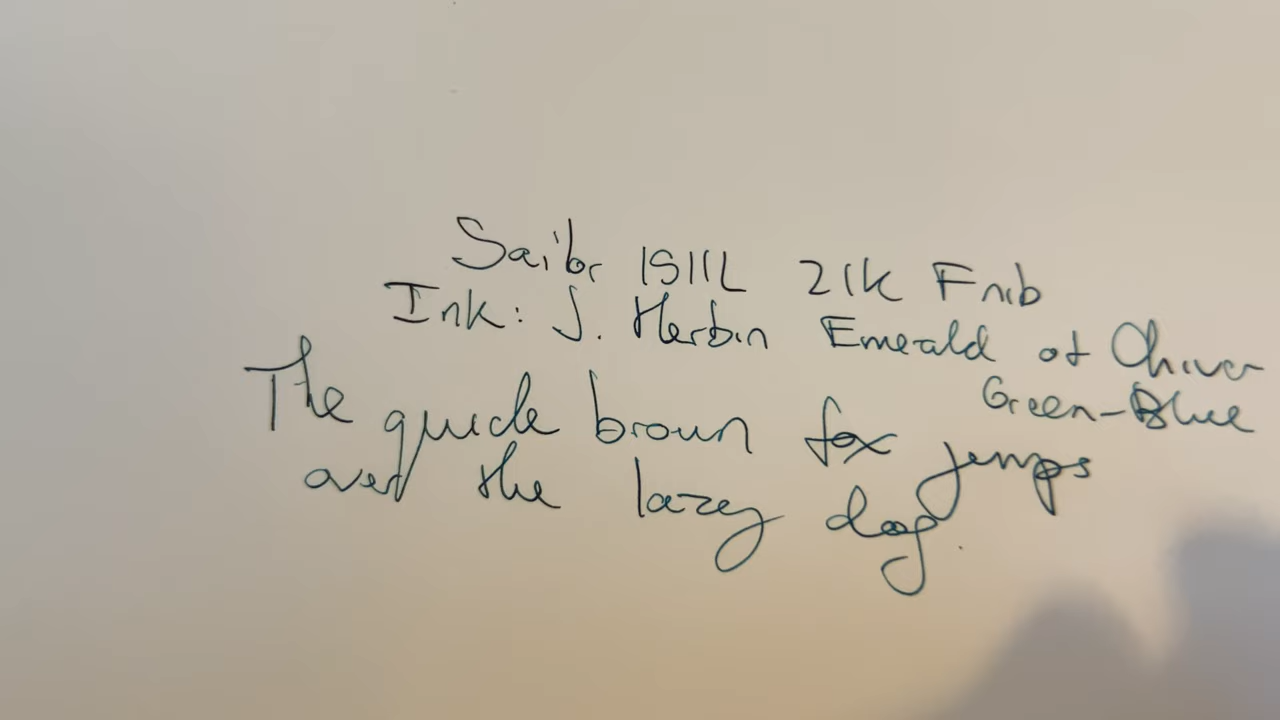 Sailor 1911L 21K F nib
Ink: J. Herbin Emerald of Chivor
Green-Blue
The quick brown fox jumps
over the lazy dog.